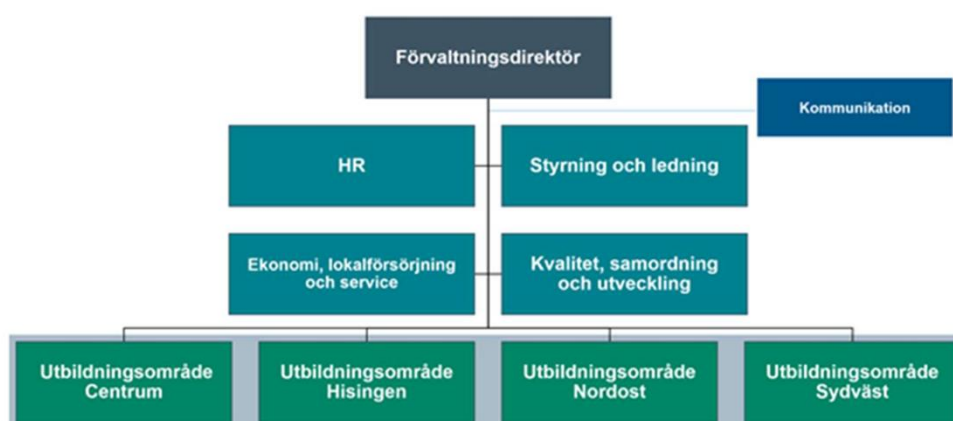 Förvaltningsdirektör
Kommunikation
HR
Styrning och ledning
Ekonomi, lokalförsörjning
och service
Kvalitet, samordning
och utveckling
Utbildningsområde
Centrum
Utbildningsområde
Hisingen
Utbildningsområde
Nordost
Utbildningsområde
Sydväst